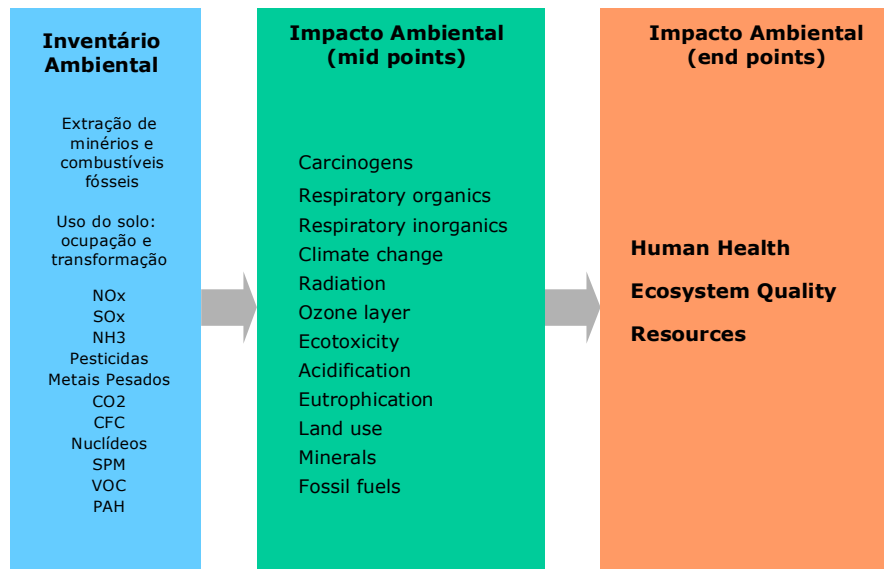 Inventário
Ambiental
Extração de
minérios e
combustíveis
fósseis
Uso do solo:
ocupação e
transformação
NOx
SOx
NH3
Pesticidas
Metais Pesados
CO2
CFC
Nuclídeos
SPM
VOC
PAH
Impacto Ambiental
(mid points)
Carcinogens
Respiratory organics
Respiratory inorganics
Climate change
Radiation
Ozone layer
Ecotoxicity
Acidification
Eutrophication
Land use
Minerals
Fossil fuels
Impacto Ambiental
(end points)
Human Health
Ecosystem Quality
Resources